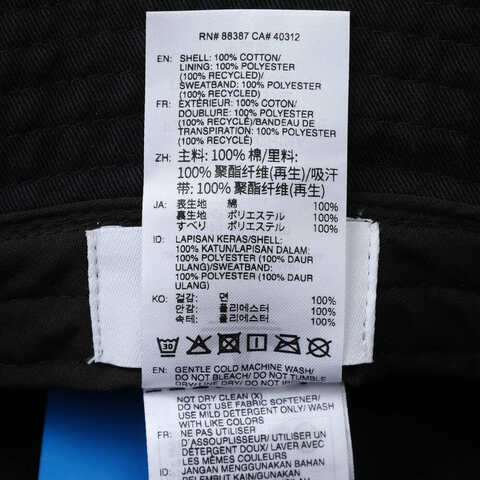 RN# 88387 CA# 40312
EN: SHELL: 100% COTTON/
LINING: 100% POLYESTER
(100% RECYCLED)/
SWEATBAND: 100% POLYESTER
(100% RECYCLED)
FR: EXTÉRIEUR: 100% COTON/
DOUBLURE: 100% POLYESTER
(100% RECYCLÉ)/BANDEAU DE
TRANSPIRATION: 100% POLYESTER
(100% RECYCLÉ)
ZH: 主料: 100% 棉/里料:
100% 聚酯纤维(再生)/吸汗
带: 100% 聚酯纤维(再生)
JA: 表生地 綿 100%
裏生地 ポリエステル 100%
すべり ポリエステル 100%
ID: LAPISAN KERAS/SHELL:
100% KATUN/LAPISAN DALAM:
100% POLYESTER (100% DAUR
ULANG)/SWEATBAND:
100% POLYESTER (100% DAUR
ULANG)
KO: 겉감: 면 100%
안감: 폴리에스터 100%
속테: 폴리에스터 100%
30
EN: GENTLE COLD MACHINE WASH/
DO NOT BLEACH/ DO NOT TUMBLE
DRY/LINE DRY/ DO NOT IRON/
NOT DRY CLEAN (X)
DO NOT USE FABRIC SOFTENER/
USE MILD DETERGENT ONLY/ WASH
WITH LIKE COLORS
FR: NE PAS UTILISER
D'ASSOUPLISSEUR/ UTILISER UN
DÉTERGENT DOUX/ LAVER AVEC
LES MÊMES COULEURS
ID: JANGAN MENGGUNAKAN BAHAN